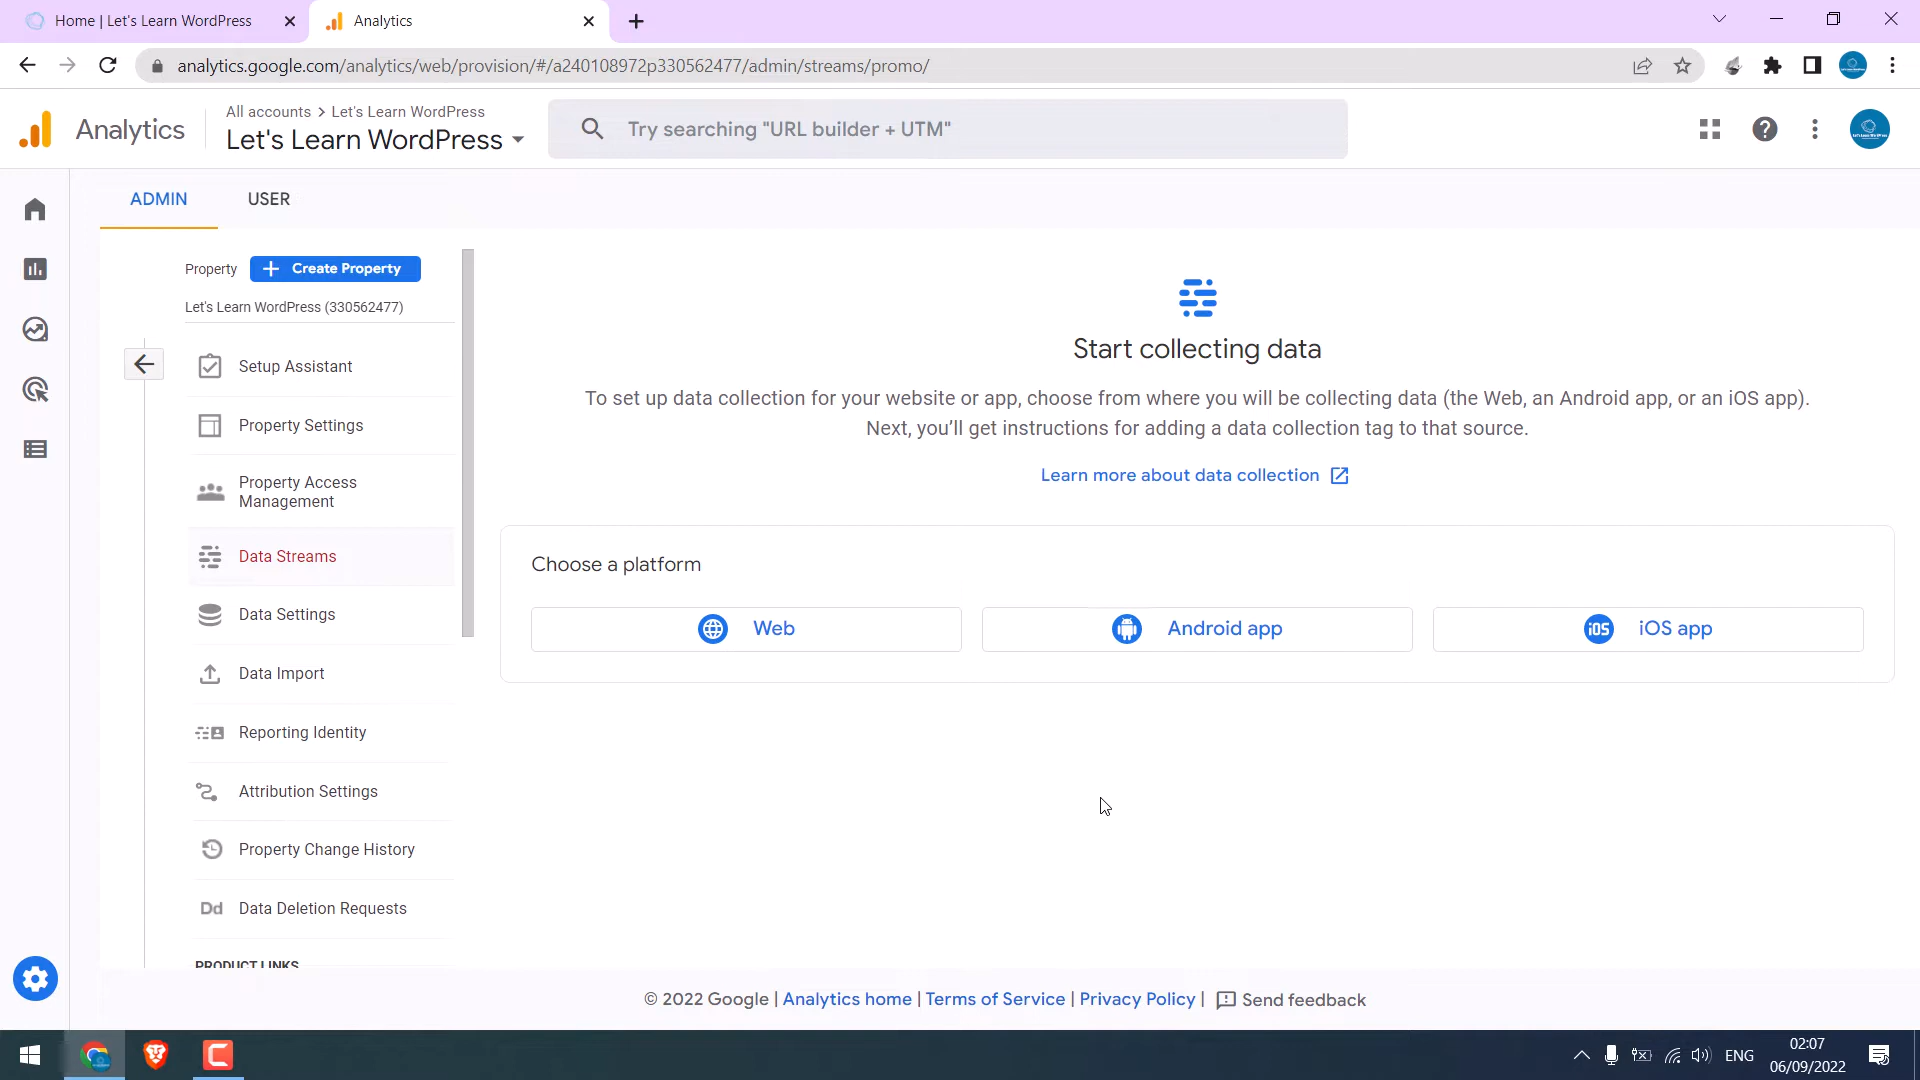 Home | Let's Learn WordPress
Analytics
analytics.google.com/analytics/web/provision/#/a240108972p330562477/admin/streams/promo/
Analytics
All accounts > Let's Learn WordPress
Let's Learn WordPress
Try searching "URL builder + UTM"
ADMIN
USER
Property
+ Create Property
Let's Learn WordPress (330562477)
Setup Assistant
Property Settings
Property Access
Management
Data Streams
Data Settings
Data Import
Reporting Identity
Attribution Settings
Property Change History
Dd Data Deletion Requests
PRODUCT LINKS
Start collecting data
To set up data collection for your website or app, choose from where you will be collecting data (the Web, an Android app, or an iOS app).
Next, you’ll get instructions for adding a data collection tag to that source.
Learn more about data collection
Choose a platform
Web
Android app
iOS iOS app
© 2022 Google | Analytics home | Terms of Service | Privacy Policy | Send feedback
ENG
02:07
06/09/2022